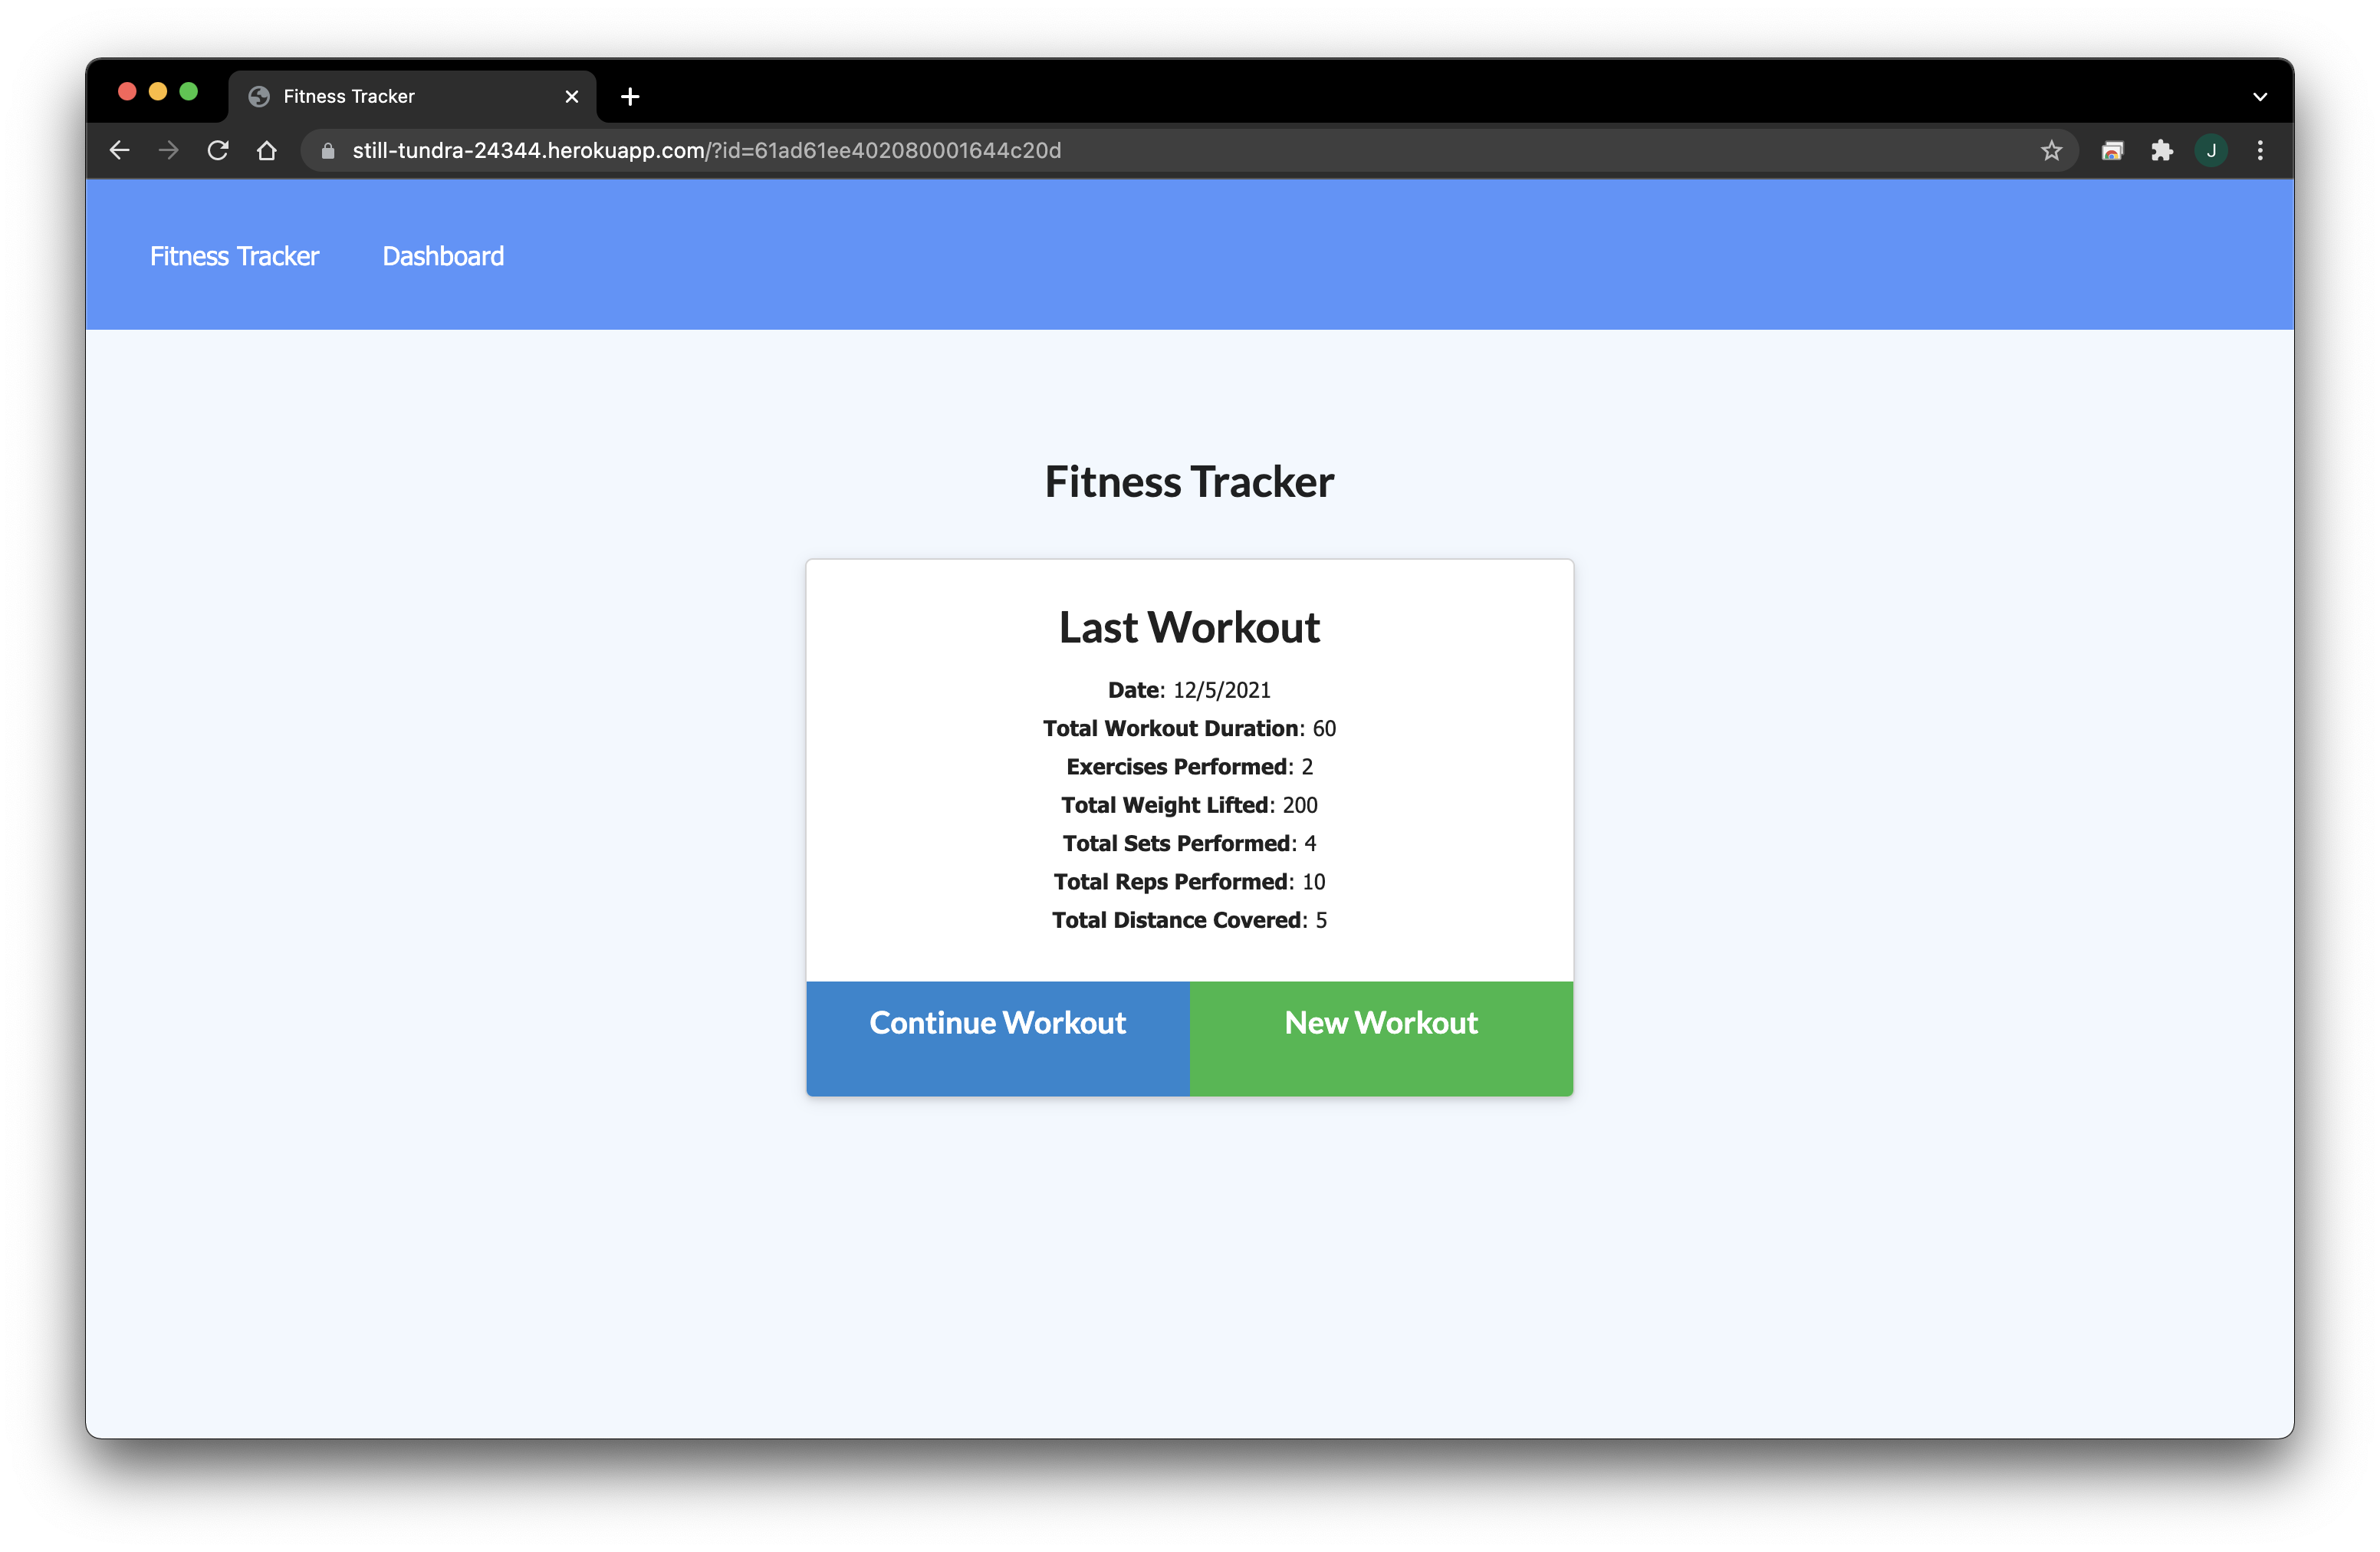 Fitness Tracker
still-tundra-24344.herokuapp.com/?id=61ad61ee402080001644c20d
J
Fitness Tracker Dashboard
Fitness Tracker
Last Workout
Date: 12/5/2021
Total Workout Duration: 60
Exercises Performed: 2
Total Weight Lifted: 200
Total Sets Performed: 4
Total Reps Performed: 10
Total Distance Covered: 5
Continue Workout New Workout